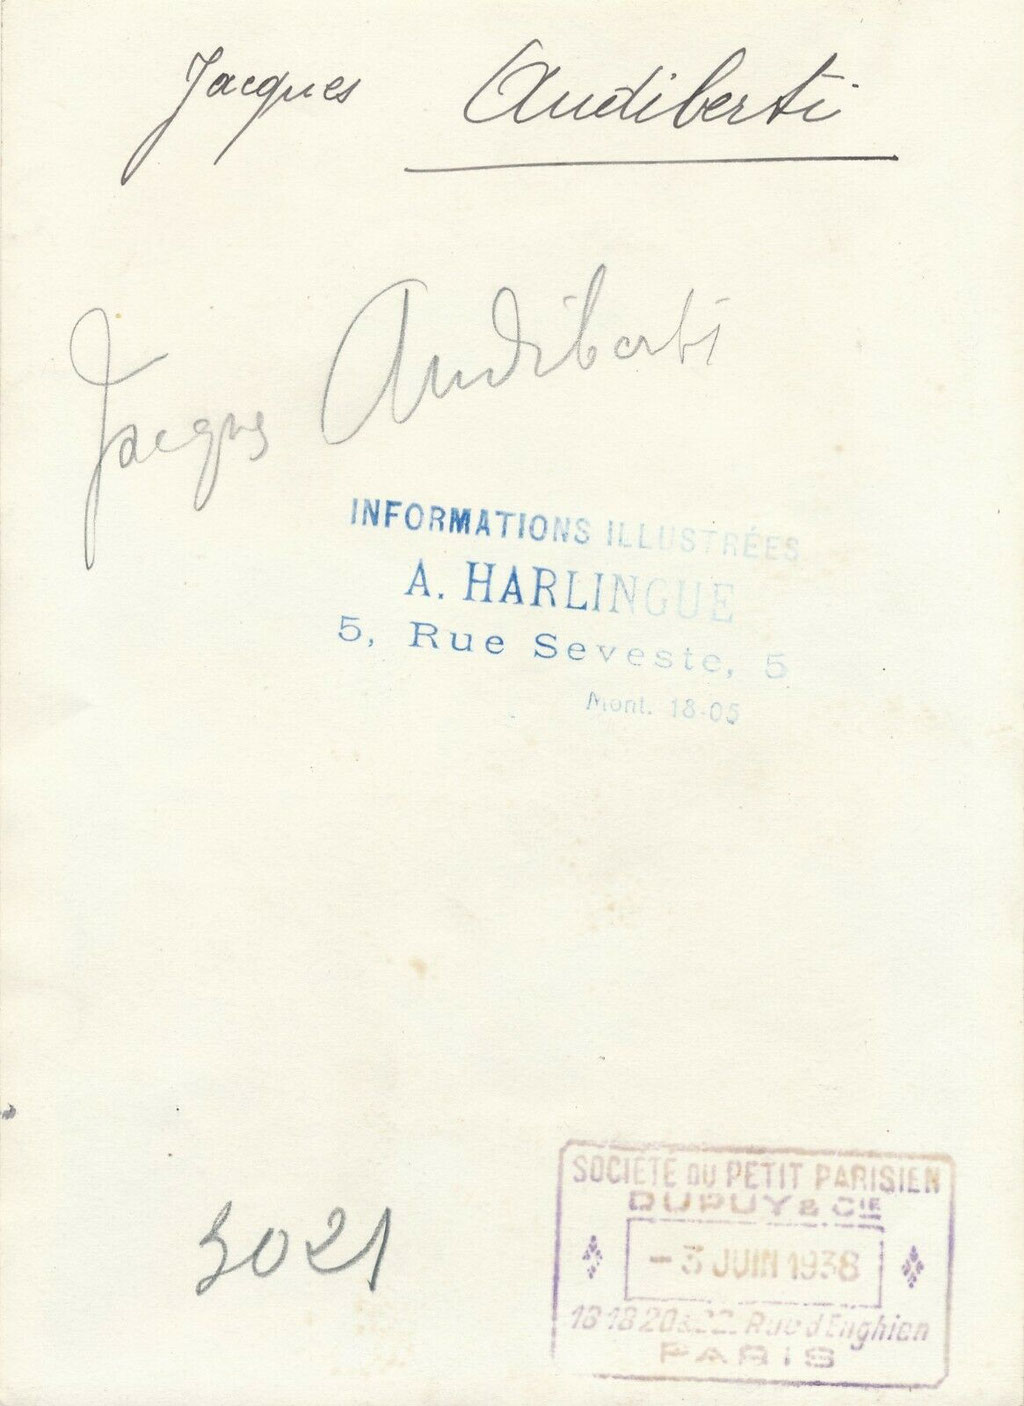 Jacques Audiberti
Jacques Audiberti
INFORMATIONS ILLUSTRÉES
A. HARLINGUE
5, Rue Seveste, 5
Mont. 18-05
SOCIÉTÉ DU PETIT PARISIEN
DUPUY & CIE
- 3 JUIN 1938
18 20 & 22. Rue d'Enghien
PARIS
3021